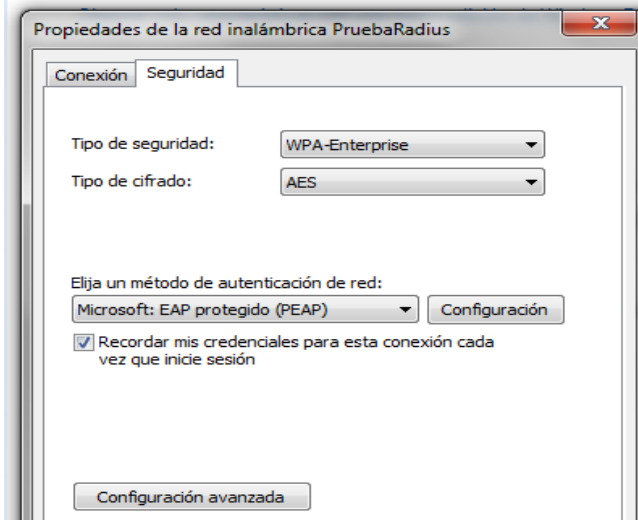 Propiedades de la red inalámbrica PruebaRadius
Conexión Seguridad
Tipo de seguridad: WPA-Enterprise
Tipo de cifrado: AES
Elija un método de autenticación de red:
Microsoft: EAP protegido (PEAP) Configuración
Recordar mis credenciales para esta conexión cada
vez que inicie sesión
Configuración avanzada